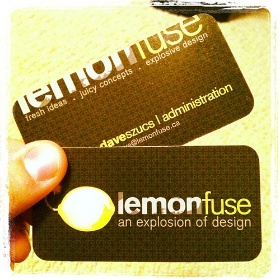 lemonfuse
fresh ideas . juicy concepts . explosive design
daveszucs | administration
@lemonfuse.ca
lemonfuse
an explosion of design